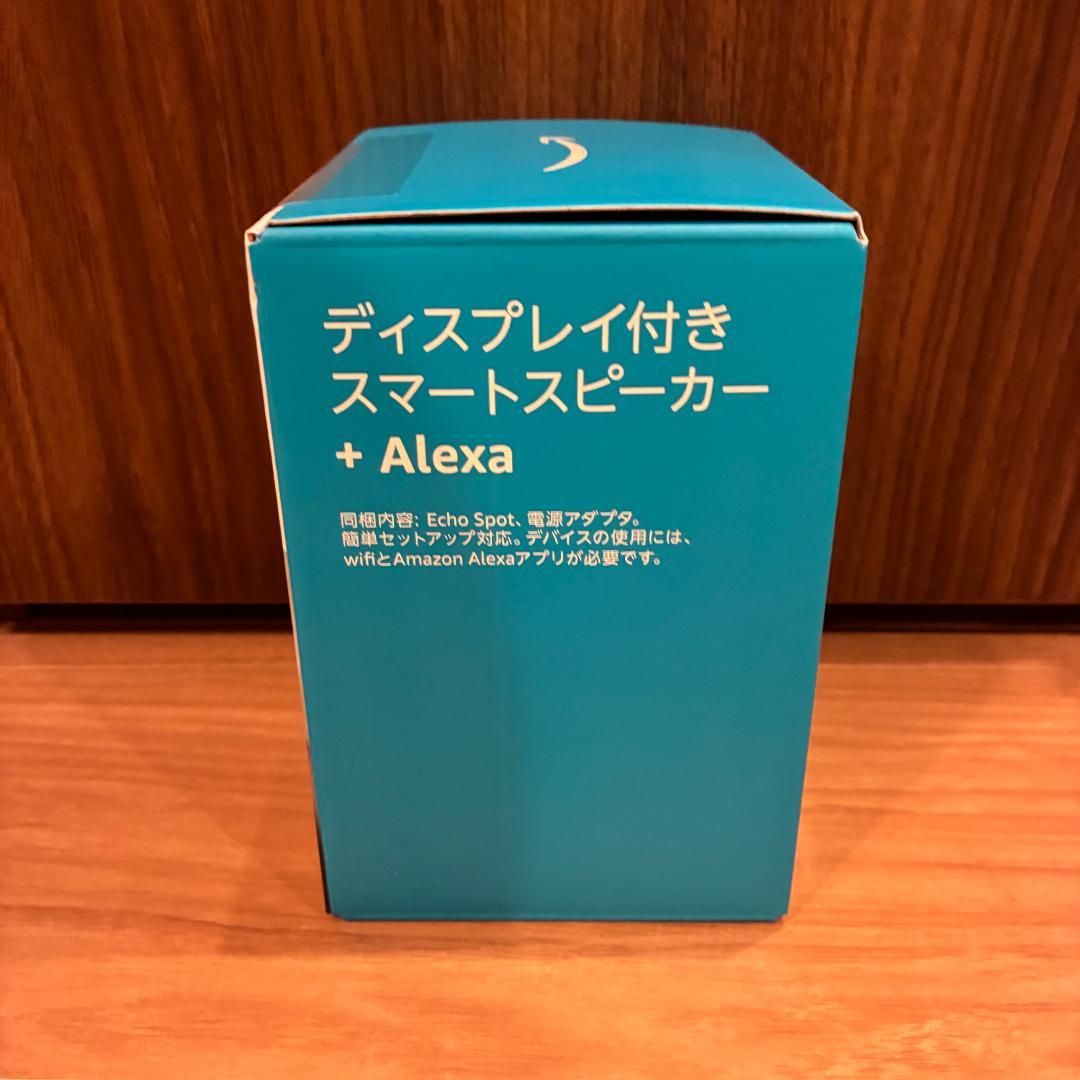 ディスプレイ付き
スマートスピーカー
+ Alexa
同梱内容: Echo Spot、電源アダプタ。
簡単セットアップ対応。デバイスの使用には、
wifiとAmazon Alexaアプリが必要です。